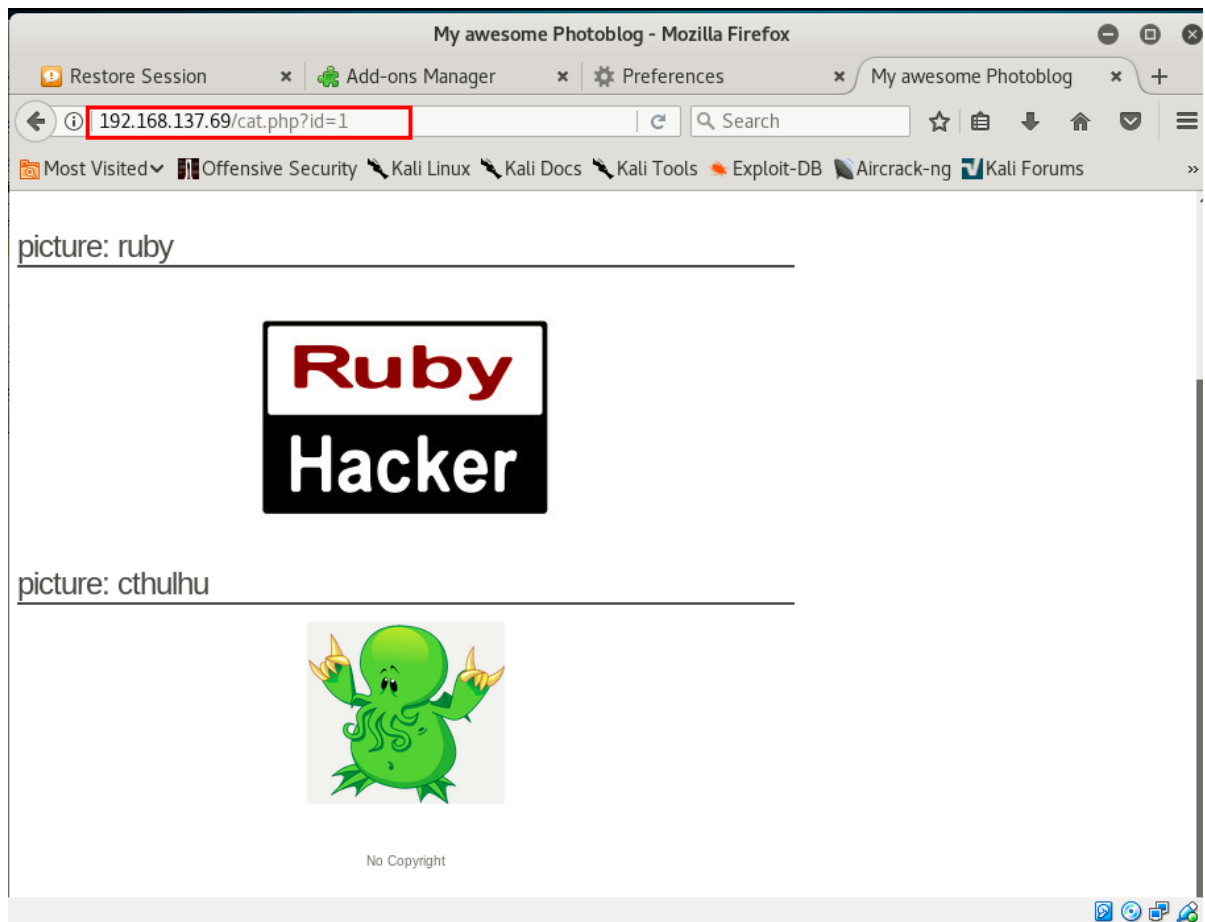 My awesome Photoblog - Mozilla Firefox
Restore Session
Add-ons Manager
Preferences
My awesome Photoblog
192.168.137.69/cat.php?id=1
Search
Most Visited
Offensive Security
Kali Linux
Kali Docs
Kali Tools
Exploit-DB
Aircrack-ng
Kali Forums
»
picture: ruby
Ruby
Hacker
picture: cthulhu
No Copyright